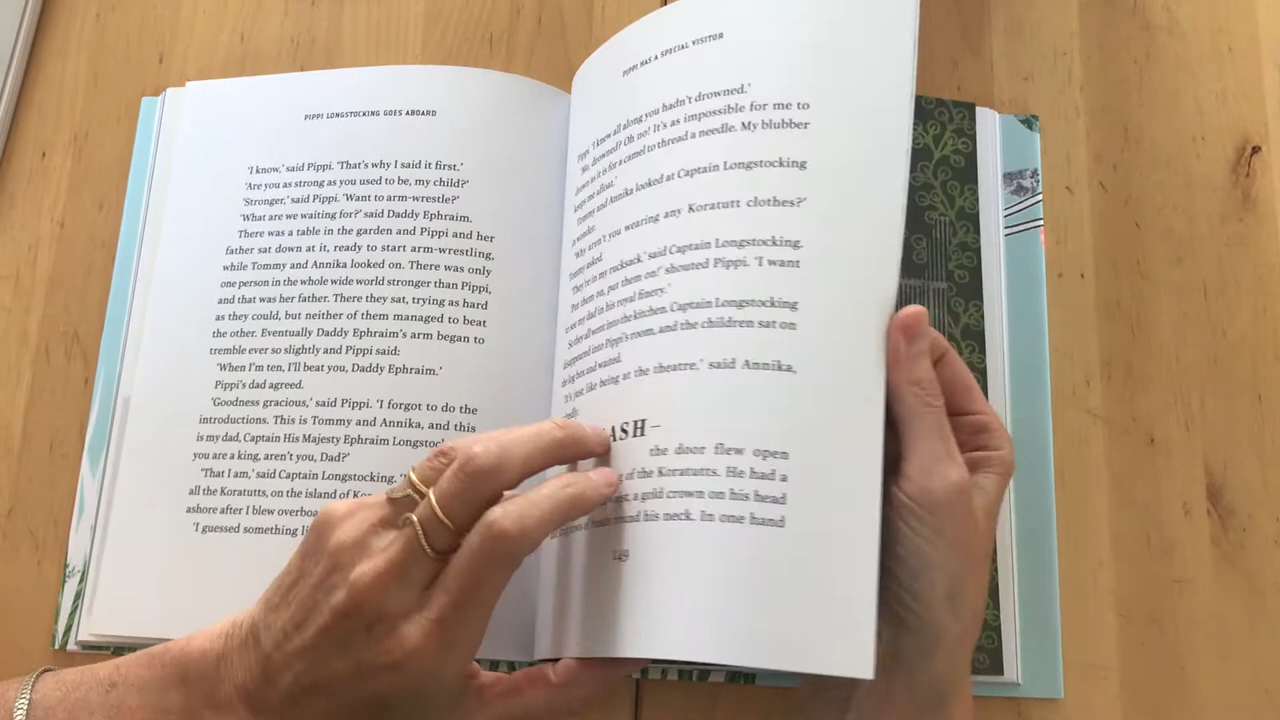 PIPPI LONGSTOCKING GOES ABOARD
'I know,' said Pippi. 'That's why I said it first.'
'Are you as strong as you used to be, my child?'
'Stronger,' said Pippi. 'Want to arm-wrestle?'
'What are we waiting for?' said Daddy Ephraim.
There was a table in the garden and Pippi and her
father sat down at it, ready to start arm-wrestling,
while Tommy and Annika looked on. There was only
one person in the whole wide world stronger than Pippi,
and that was her father. There they sat, trying as hard
as they could, but neither of them managed to beat
the other. Eventually Daddy Ephraim's arm began to
tremble ever so slightly and Pippi said:
'When I'm ten, I'll beat you, Daddy Ephraim.'
Pippi's dad agreed.
'Goodness gracious,' said Pippi. 'I forgot to do the
introductions. This is Tommy and Annika, and this
is my dad, Captain His Majesty Ephraim Longstoc
you are a king, aren't you, Dad?'
'That I am,' said Captain Longstocking.
all the Koratutts, on the island of Ko
ashore after I blew overboa
'I guessed something li
PIPPI HAS A SPECIAL VISITOR
Pippi. 'I knew all along you hadn't drowned.'
'No, drowned? Oh no! It's as impossible for me to
drown as it is for a camel to thread a needle. My blubber
keeps me afloat.'
Tommy and Annika looked at Captain Longstocking
in wonder.
'Why aren't you wearing any Koratutt clothes?'
Tommy asked.
'They're in my rucksack,' said Captain Longstocking.
'Put them on, put them on!' shouted Pippi. 'I want
to see my dad in his royal finery.'
So they all went into the kitchen. Captain Longstocking
disappeared into Pippi's room, and the children sat on
the log box and waited.
'It's just like being at the theatre,' said Annika,
ASH–
the door flew open
of the Koratutts. He had a
a gold crown on his head
round his neck. In one hand
149